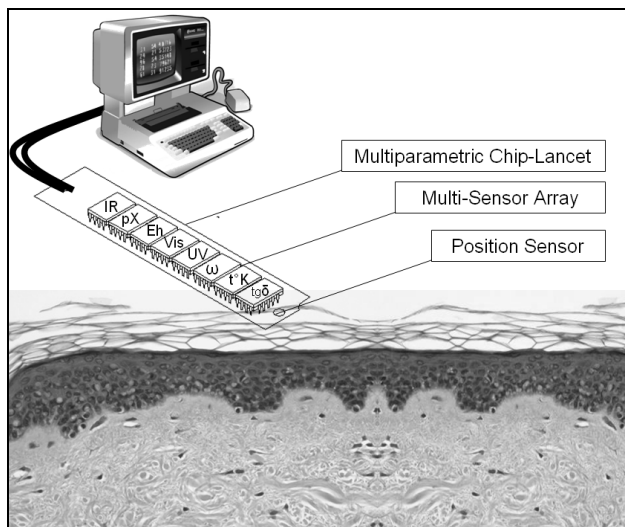 Multiparametric Chip-Lancet
Multi-Sensor Array
Position Sensor
IR
pX
Eh
Vis
UV
ω
t°K
tgδ